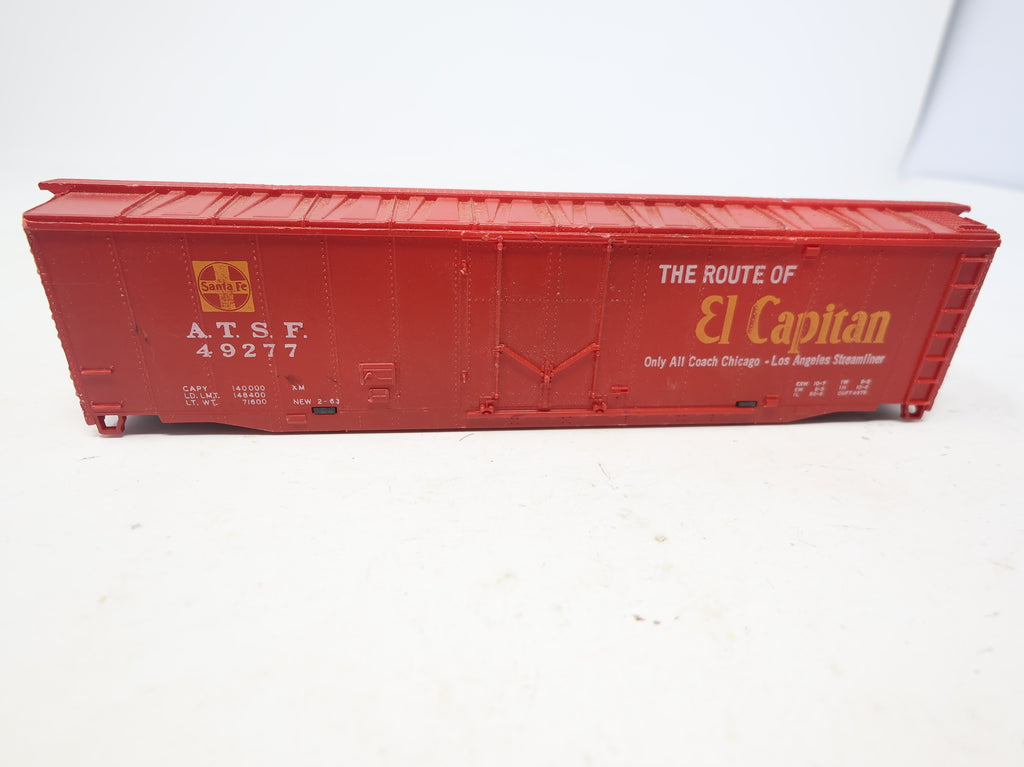 Santa Fe
A.T.S.F.
49277
CAPY 140000 XM
LD. LMT. 148400
LT. WT. 71600 NEW 2-63
THE ROUTE OF
El Capitan
Only All Coach Chicago - Los Angeles Streamliner